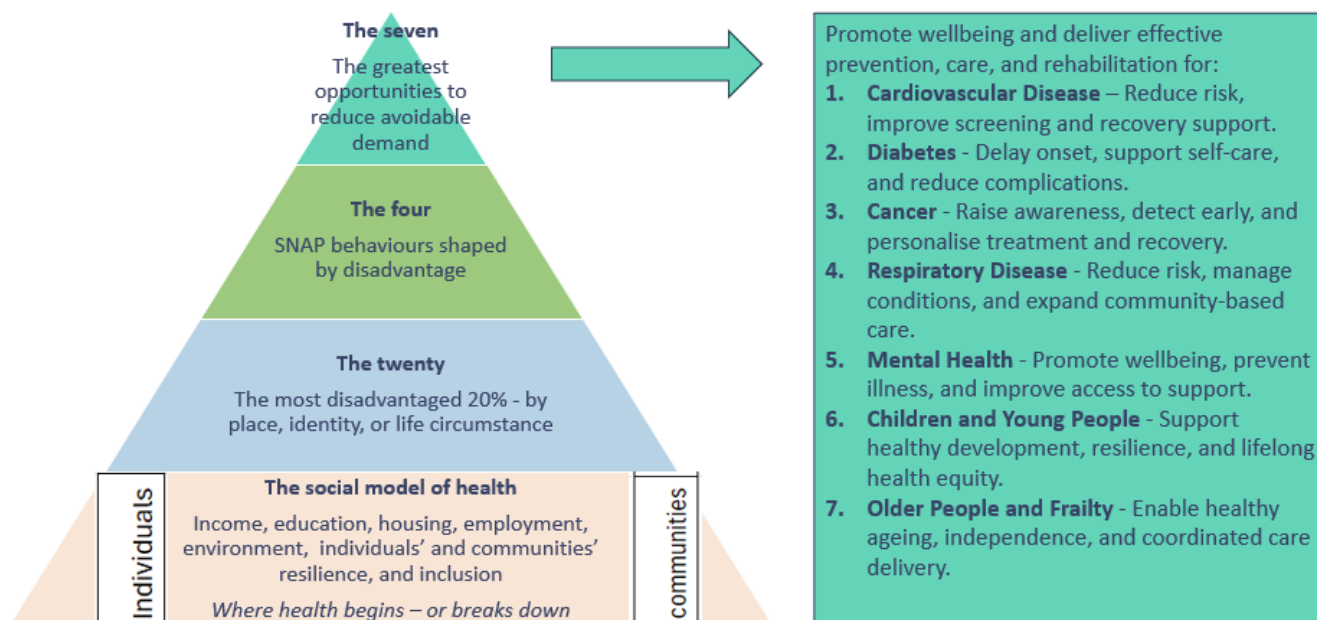 The seven
The greatest
opportunities to
reduce avoidable
demand
The four
SNAP behaviours shaped
by disadvantage
The twenty
The most disadvantaged 20% - by
place, identity, or life circumstance
Individuals
The social model of health
Income, education, housing, employment,
environment, individuals’ and communities’
resilience, and inclusion
Where health begins – or breaks down
communities
Promote wellbeing and deliver effective
prevention, care, and rehabilitation for:
1. Cardiovascular Disease – Reduce risk,
improve screening and recovery support.
2. Diabetes - Delay onset, support self-care,
and reduce complications.
3. Cancer - Raise awareness, detect early, and
personalise treatment and recovery.
4. Respiratory Disease - Reduce risk, manage
conditions, and expand community-based
care.
5. Mental Health - Promote wellbeing, prevent
illness, and improve access to support.
6. Children and Young People - Support
healthy development, resilience, and lifelong
health equity.
7. Older People and Frailty - Enable healthy
ageing, independence, and coordinated care
delivery.